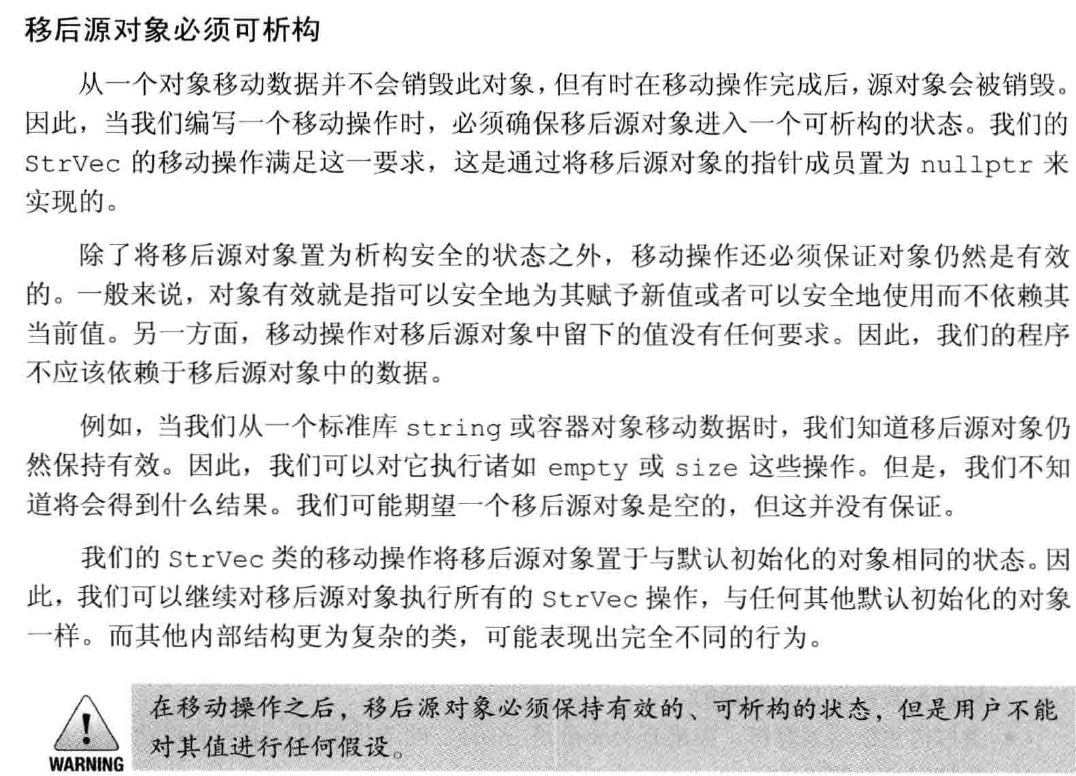 移后源对象必须可析构
从一个对象移动数据并不会销毁此对象，但有时在移动操作完成后，源对象会被销毁。
因此，当我们编写一个移动操作时，必须确保移后源对象进入一个可析构的状态。我们的
StrVec 的移动操作满足这一要求，这是通过将移后源对象的指针成员置为 nullptr 来
实现的。
除了将移后源对象置为析构安全的状态之外，移动操作还必须保证对象仍然是有效
的。一般来说，对象有效就是指可以安全地为其赋予新值或者可以安全地使用而不依赖其
当前值。另一方面，移动操作对移后源对象中留下的值没有任何要求。因此，我们的程序
不应该依赖于移后源对象中的数据。
例如，当我们从一个标准库 string 或容器对象移动数据时，我们知道移后源对象仍
然保持有效。因此，我们可以对它执行诸如 empty 或 size 这些操作。但是，我们不知
道将会得到什么结果。我们可能期望一个移后源对象是空的，但这并没有保证。
我们的 StrVec 类的移动操作将移后源对象置于与默认初始化的对象相同的状态。因
此，我们可以继续对移后源对象执行所有的 StrVec 操作，与任何其他默认初始化的对象
一样。而其他内部结构更为复杂的类，可能表现出完全不同的行为。
在移动操作之后，移后源对象必须保持有效的、可析构的状态，但是用户不能
对其值进行任何假设。
WARNING